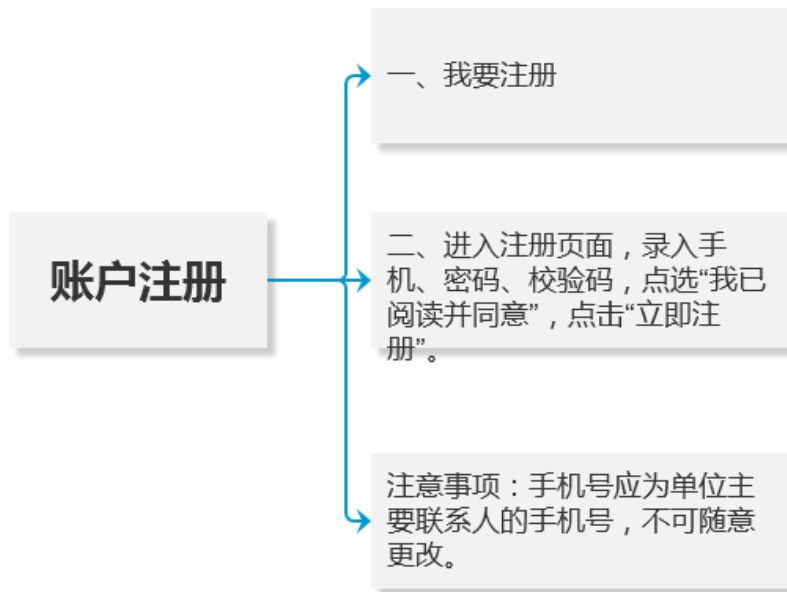 一、我要注册
账户注册
二、进入注册页面，录入手
机、密码、校验码，点选“我已
阅读并同意”，点击“立即注
册”。
注意事项：手机号应为单位主
要联系人的手机号，不可随意
更改。